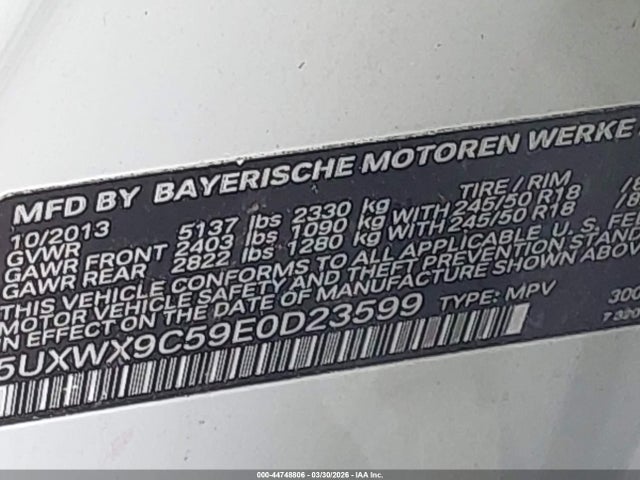 MFD BY BAYERISCHE MOTOREN WERKE
10/2013 TIRE/RIM
GVWR 5137 lbs 2330 kg
GAWR FRONT 2403 lbs 1090 kg WITH 245/50 R18
GAWR REAR 2822 lbs 1280 kg WITH 245/50 R18
THIS VEHICLE CONFORMS TO ALL APPLICABLE U.S. FE
MOTOR VEHICLE SAFETY AND THEFT PREVENTION STAN
EFFECT ON THE DATE OF MANUFACTURE SHOWN ABOV
5UXWX9C59E0D23599 TYPE: MPV 300
7320
000-44748806 - 03/30/2026 - IAA Inc.